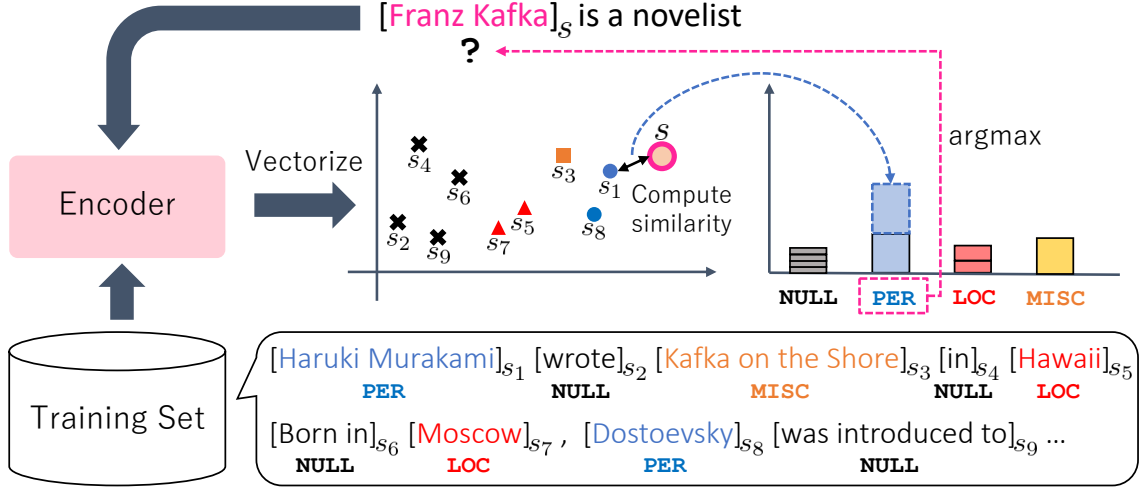 [Franz Kafka]s is a novelist
?
argmax
Vectorize
Encoder
s
s4
s3
s1
s6
Compute
similarity
s5
s8
s2
s9
s7
NULL PER LOC MISC
Training Set
[Haruki Murakami]s1 [wrote]s2 [Kafka on the Shore]s3 [in]s4 [Hawaii]s5
PER NULL MISC NULL LOC
[Born in]s6 [Moscow]s7 , [Dostoevsky]s8 [was introduced to]s9 ...
NULL LOC PER NULL